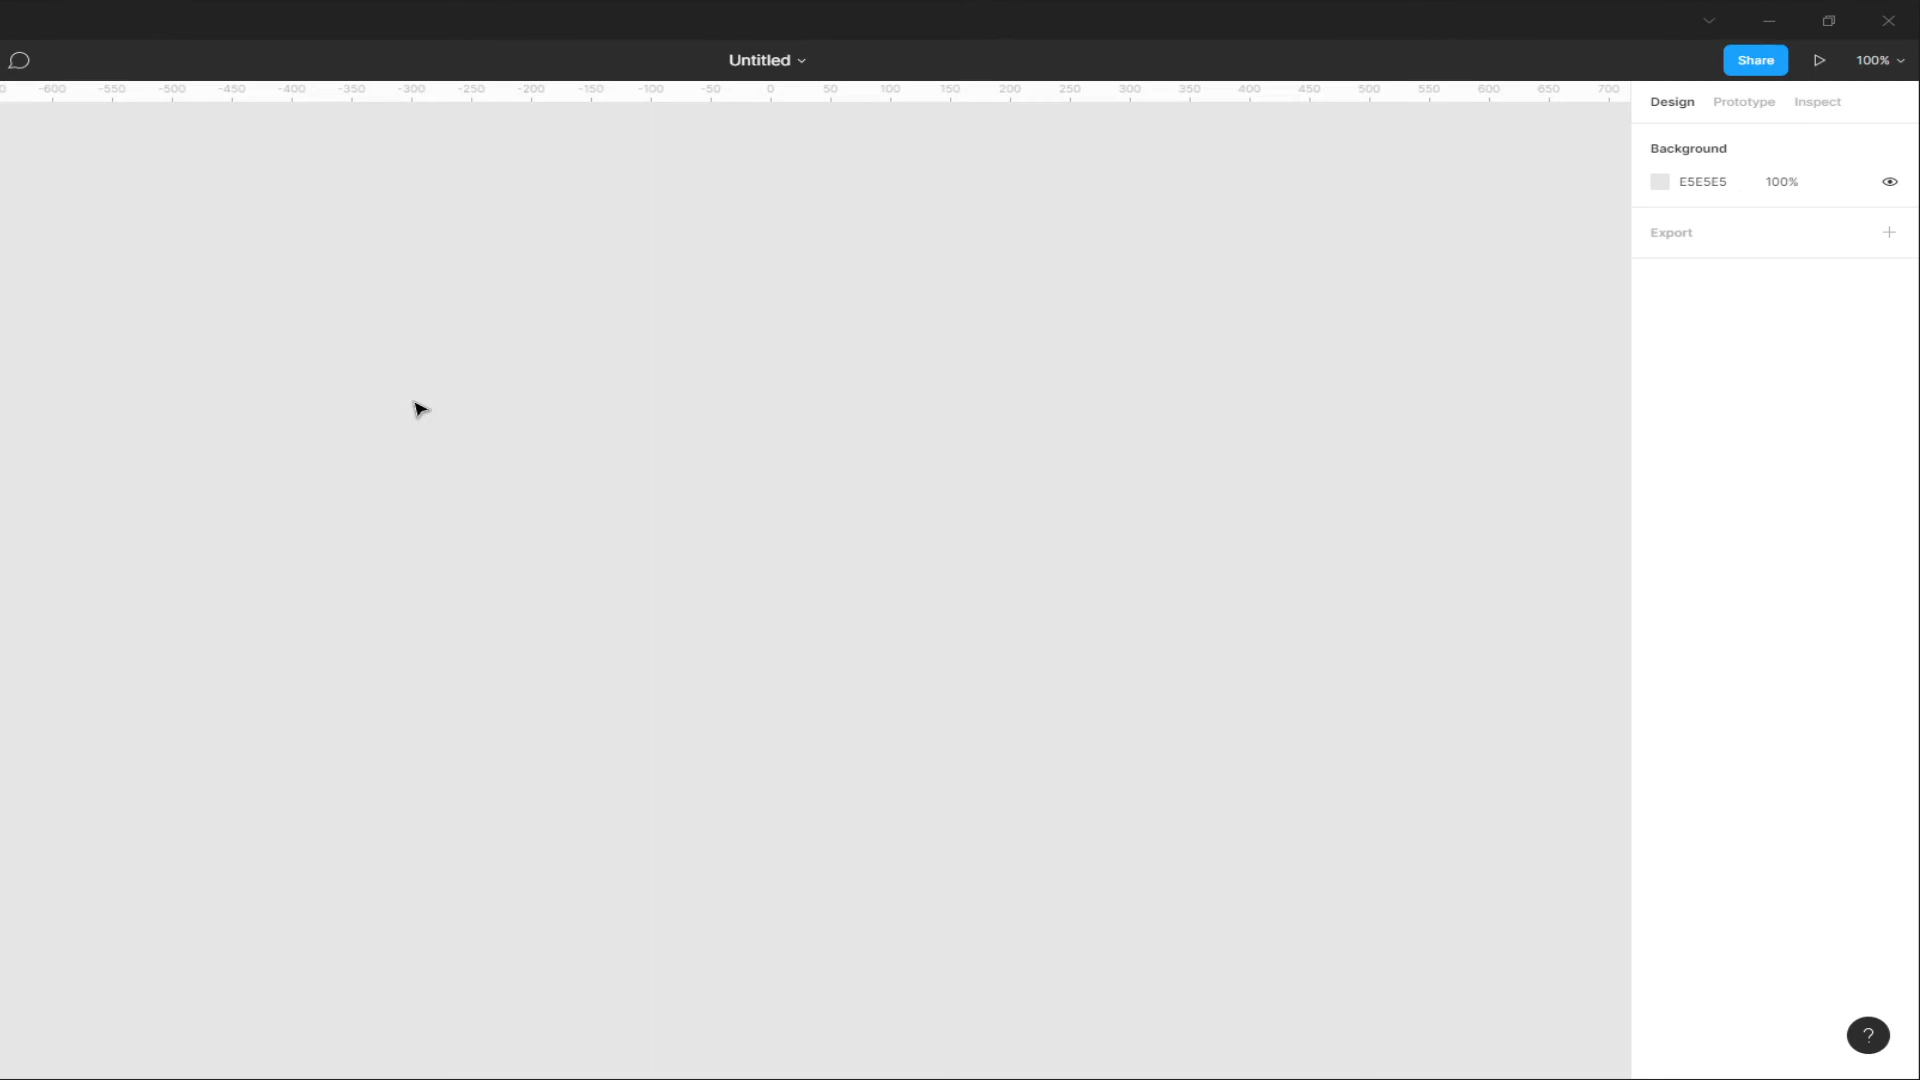 Untitled
Share
100%
0 -600 -550 -500 -450 -400 -350 -300 -250 -200 -150 -100 -50 0 50 100 150 200 250 300 350 400 450 500 550 600 650 700
Design Prototype Inspect
Background
E5E5E5 100%
Export
?